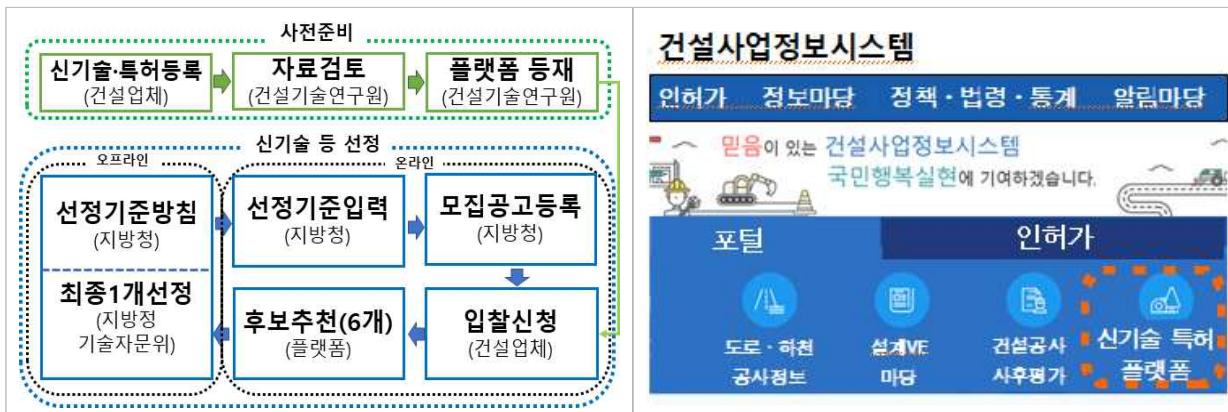 사전준비
신기술·특허등록
(건설업체)
자료검토
(건설기술연구원)
플랫폼 등재
(건설기술연구원)
신기술 등 선정
오프라인
온라인
선정기준방침
(지방청)
선정기준입력
(지방청)
모집공고등록
(지방청)
최종1개선정
(지방정
기술자문위)
후보추천(6개)
(플랫폼)
입찰신청
(건설업체)
건설사업정보시스템
인허가 정보마당 정책·법령·통계 알림마당
믿음이 있는 건설사업정보시스템
국민행복실현에 기여하겠습니다.
포털 인허가
도로·하천
공사정보
설계VE
마당
건설공사
사후평가
신기술 특허
플랫폼